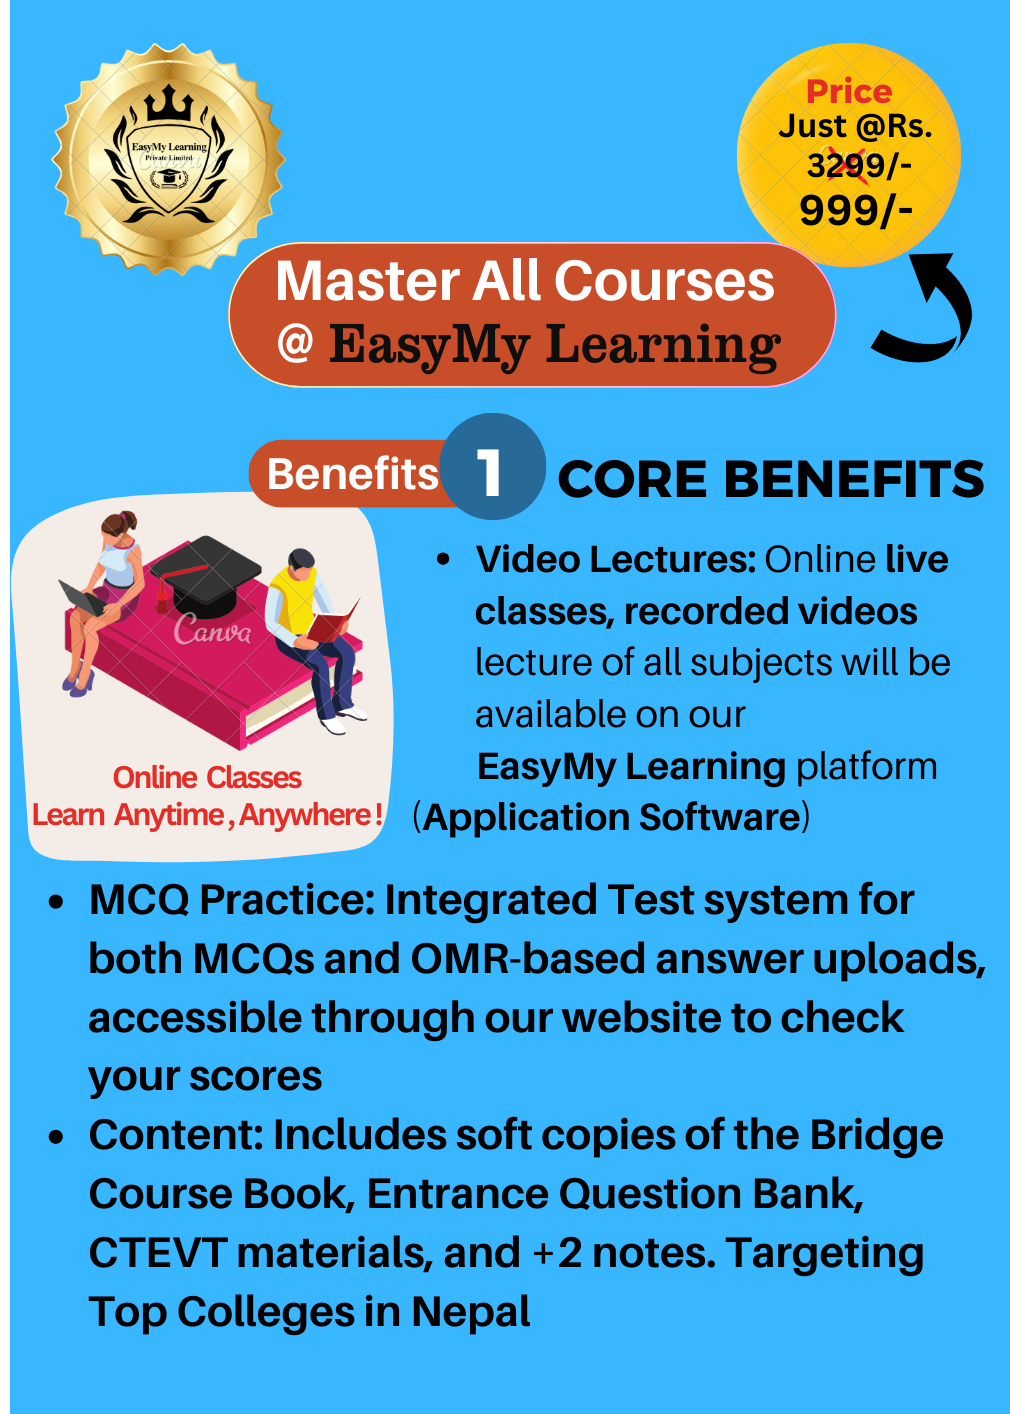 EasyMy Learning
Private Limited
Price
Just @Rs.
3299/-
999/-
Master All Courses
@ EasyMy Learning
Benefits 1 CORE BENEFITS
• Video Lectures: Online live
classes, recorded videos
lecture of all subjects will be
available on our
EasyMy Learning platform
(Application Software)
Canva
Online Classes
Learn Anytime, Anywhere!
• MCQ Practice: Integrated Test system for
both MCQs and OMR-based answer uploads,
accessible through our website to check
your scores
• Content: Includes soft copies of the Bridge
Course Book, Entrance Question Bank,
CTEVT materials, and +2 notes. Targeting
Top Colleges in Nepal